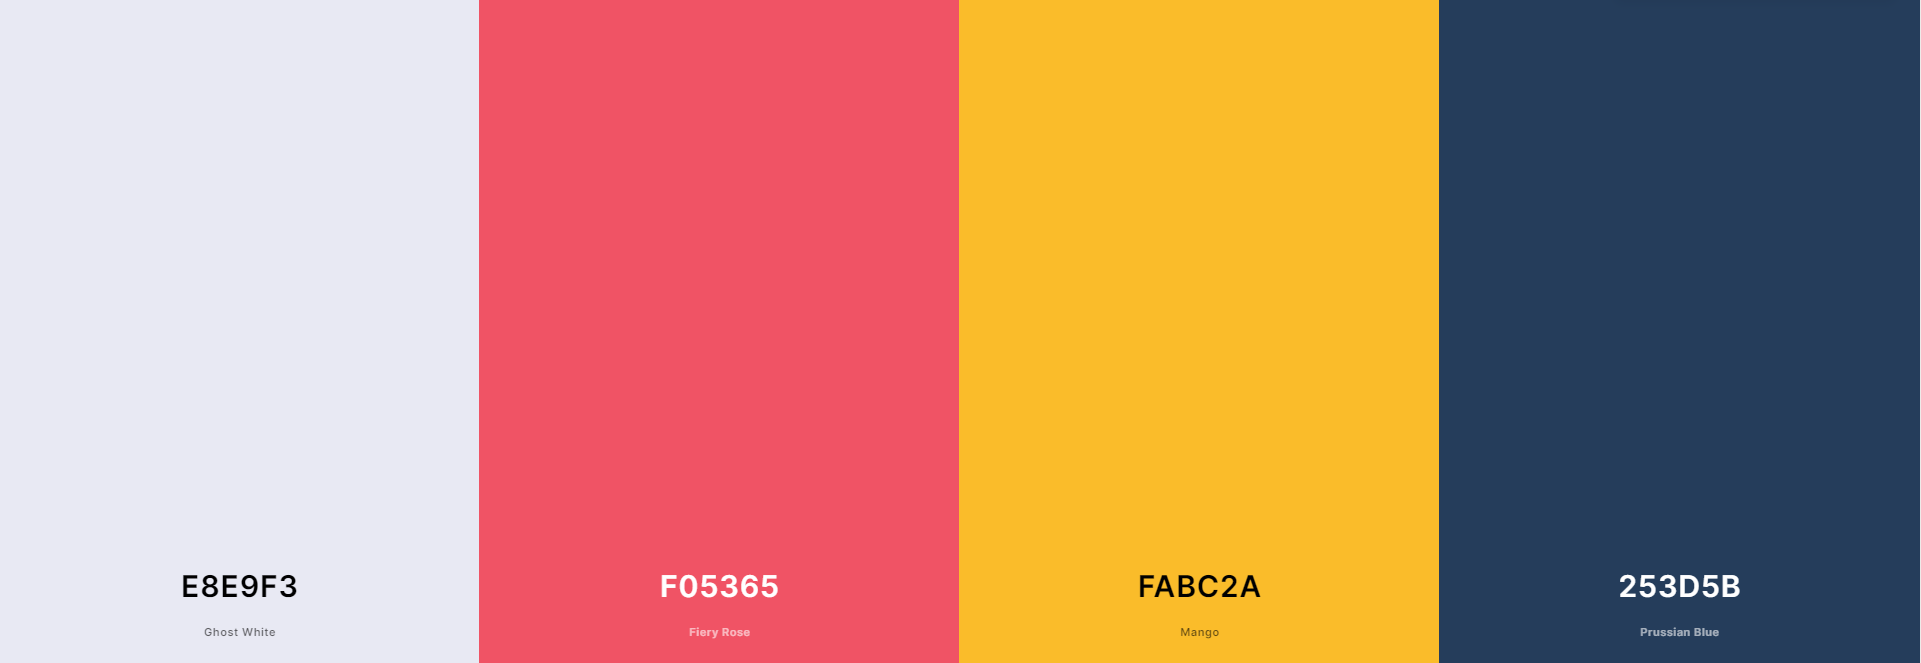 E8E9F3
Ghost White
F05365
Fiery Rose
FABC2A
Mango
253D5B
Prussian Blue